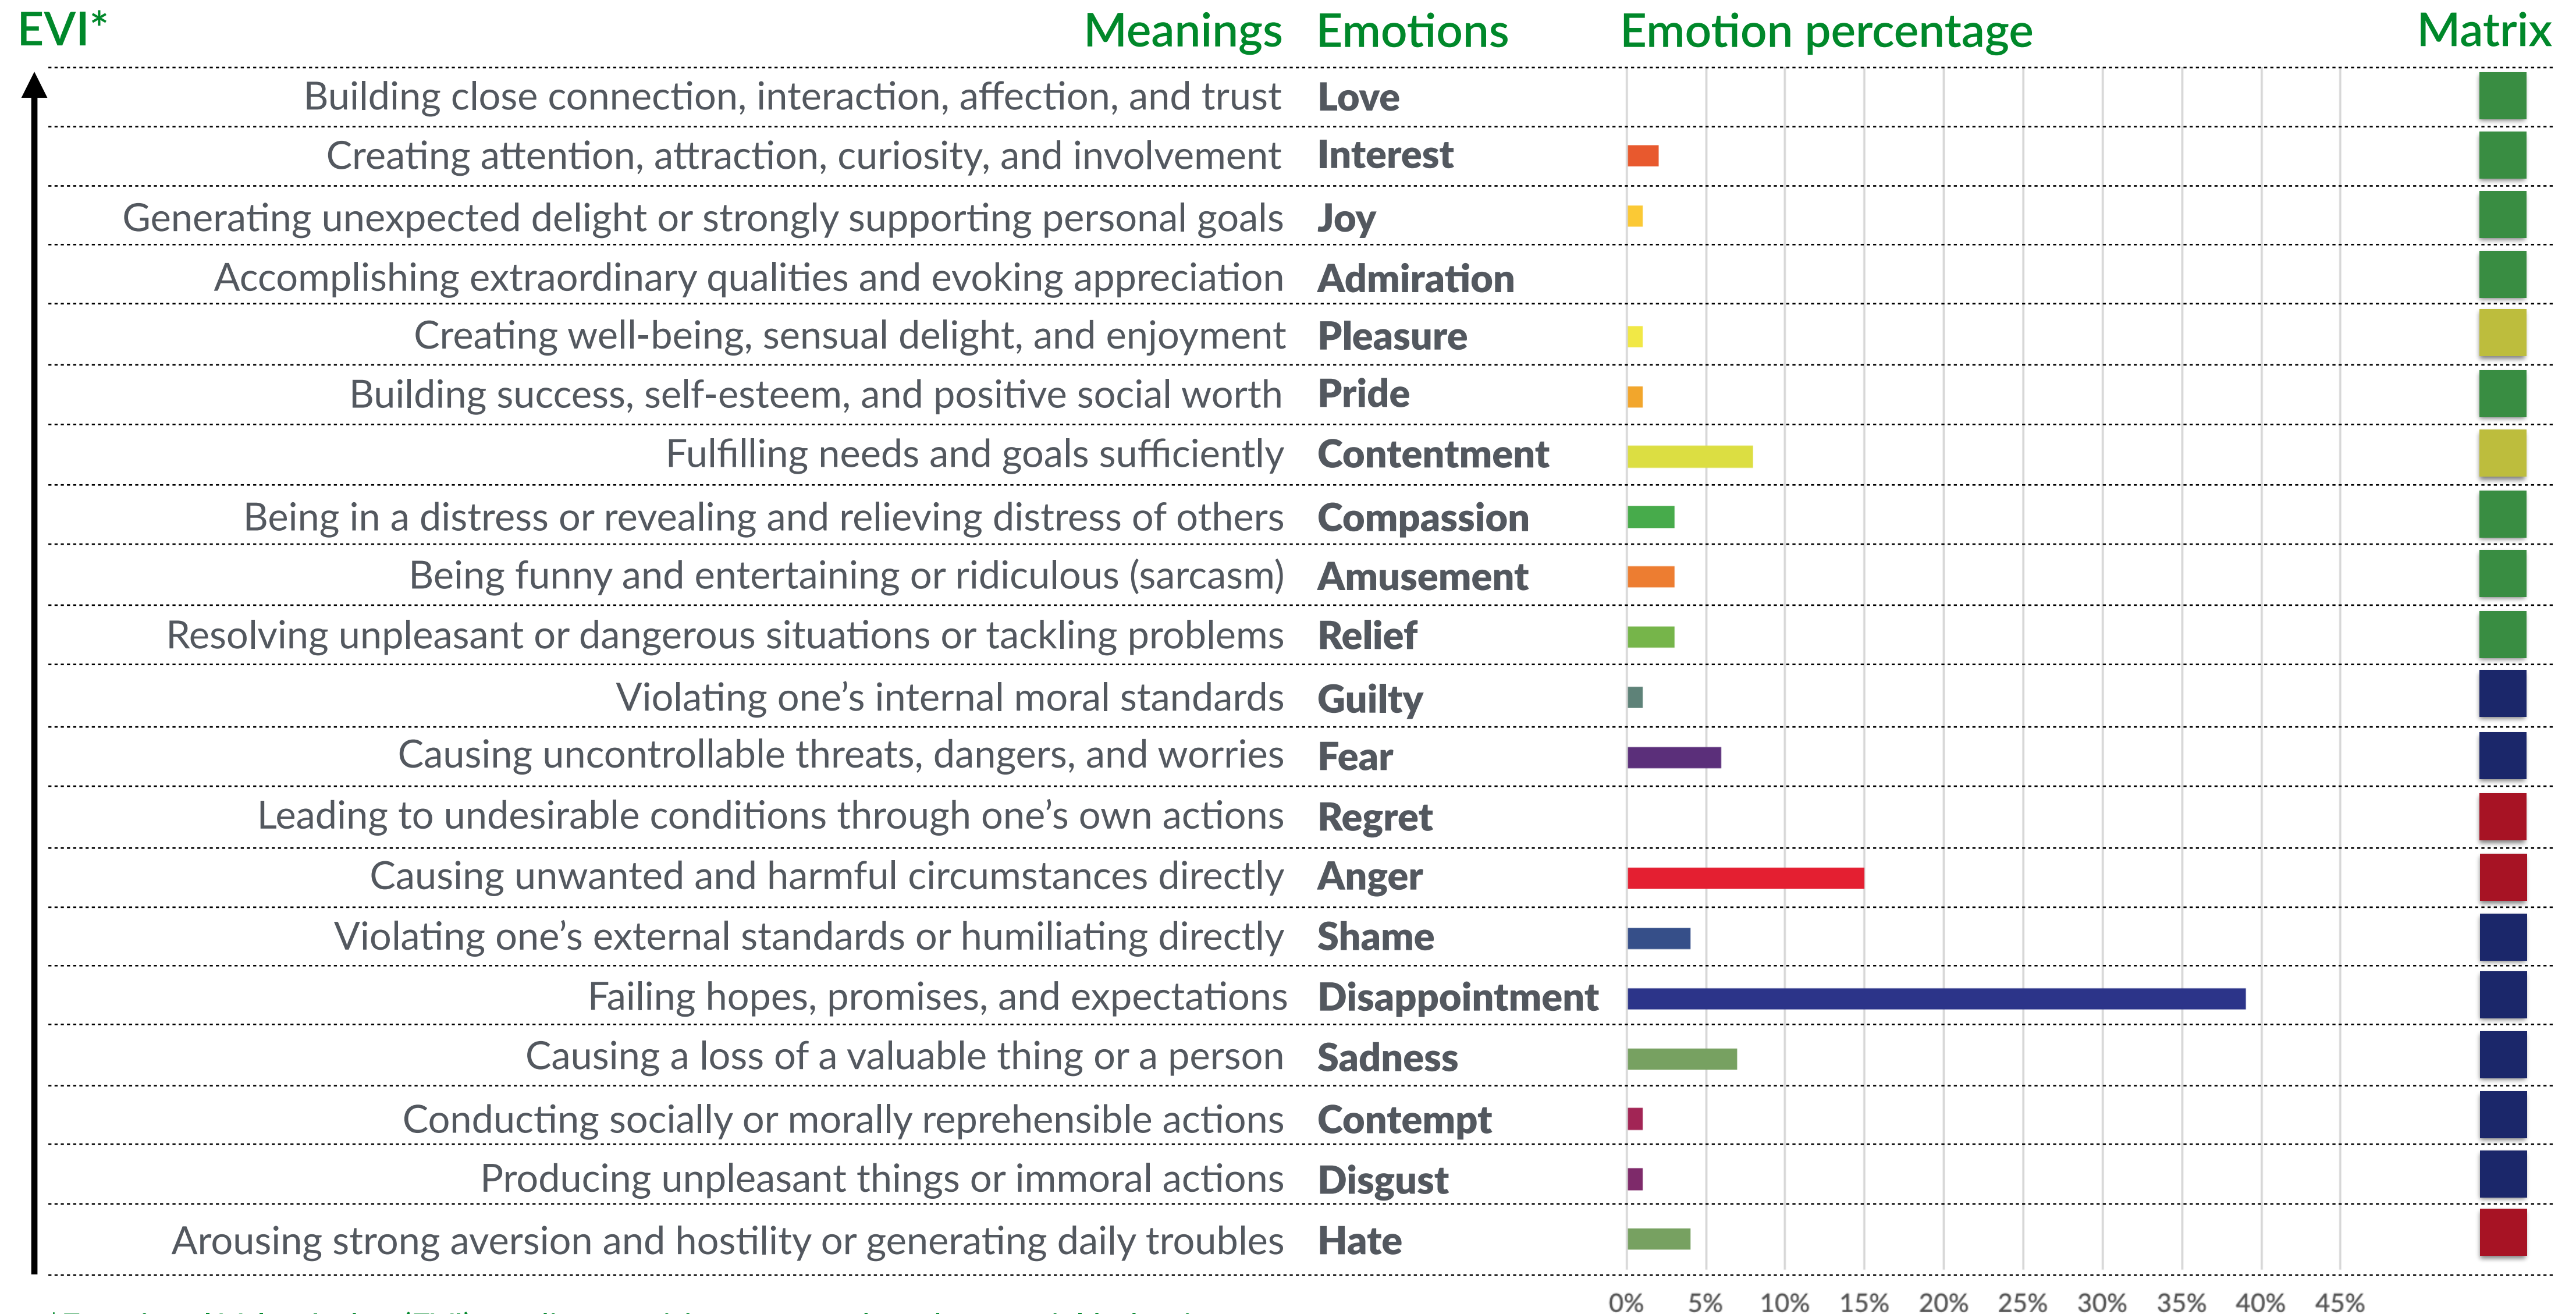 EVI* Meanings Emotions Emotion percentage Matrix
Building close connection, interaction, affection, and trust Love
Creating attention, attraction, curiosity, and involvement Interest
Generating unexpected delight or strongly supporting personal goals Joy
Accomplishing extraordinary qualities and evoking appreciation Admiration
Creating well-being, sensual delight, and enjoyment Pleasure
Building success, self-esteem, and positive social worth Pride
Fulfilling needs and goals sufficiently Contentment
Being in a distress or revealing and relieving distress of others Compassion
Being funny and entertaining or ridiculous (sarcasm) Amusement
Resolving unpleasant or dangerous situations or tackling problems Relief
Violating one’s internal moral standards Guilty
Causing uncontrollable threats, dangers, and worries Fear
Leading to undesirable conditions through one’s own actions Regret
Causing unwanted and harmful circumstances directly Anger
Violating one’s external standards or humiliating directly Shame
Failing hopes, promises, and expectations Disappointment
Causing a loss of a valuable thing or a person Sadness
Conducting socially or morally reprehensible actions Contempt
Producing unpleasant things or immoral actions Disgust
Arousing strong aversion and hostility or generating daily troubles Hate
0% 5% 10% 15% 20% 25% 30% 35% 40% 45%